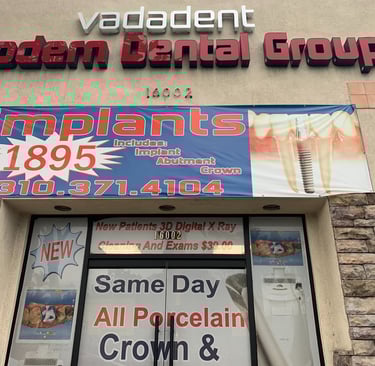 vadadent
odern Dental Group
16002
mplants
1895
Includes:
Implant
Abutment
Crown
310.371.4104
New Patients 3D Digital X Ray
16002
Cleaning And Exams $39.00
NEW
Same Day
All Porcelain
Crown &